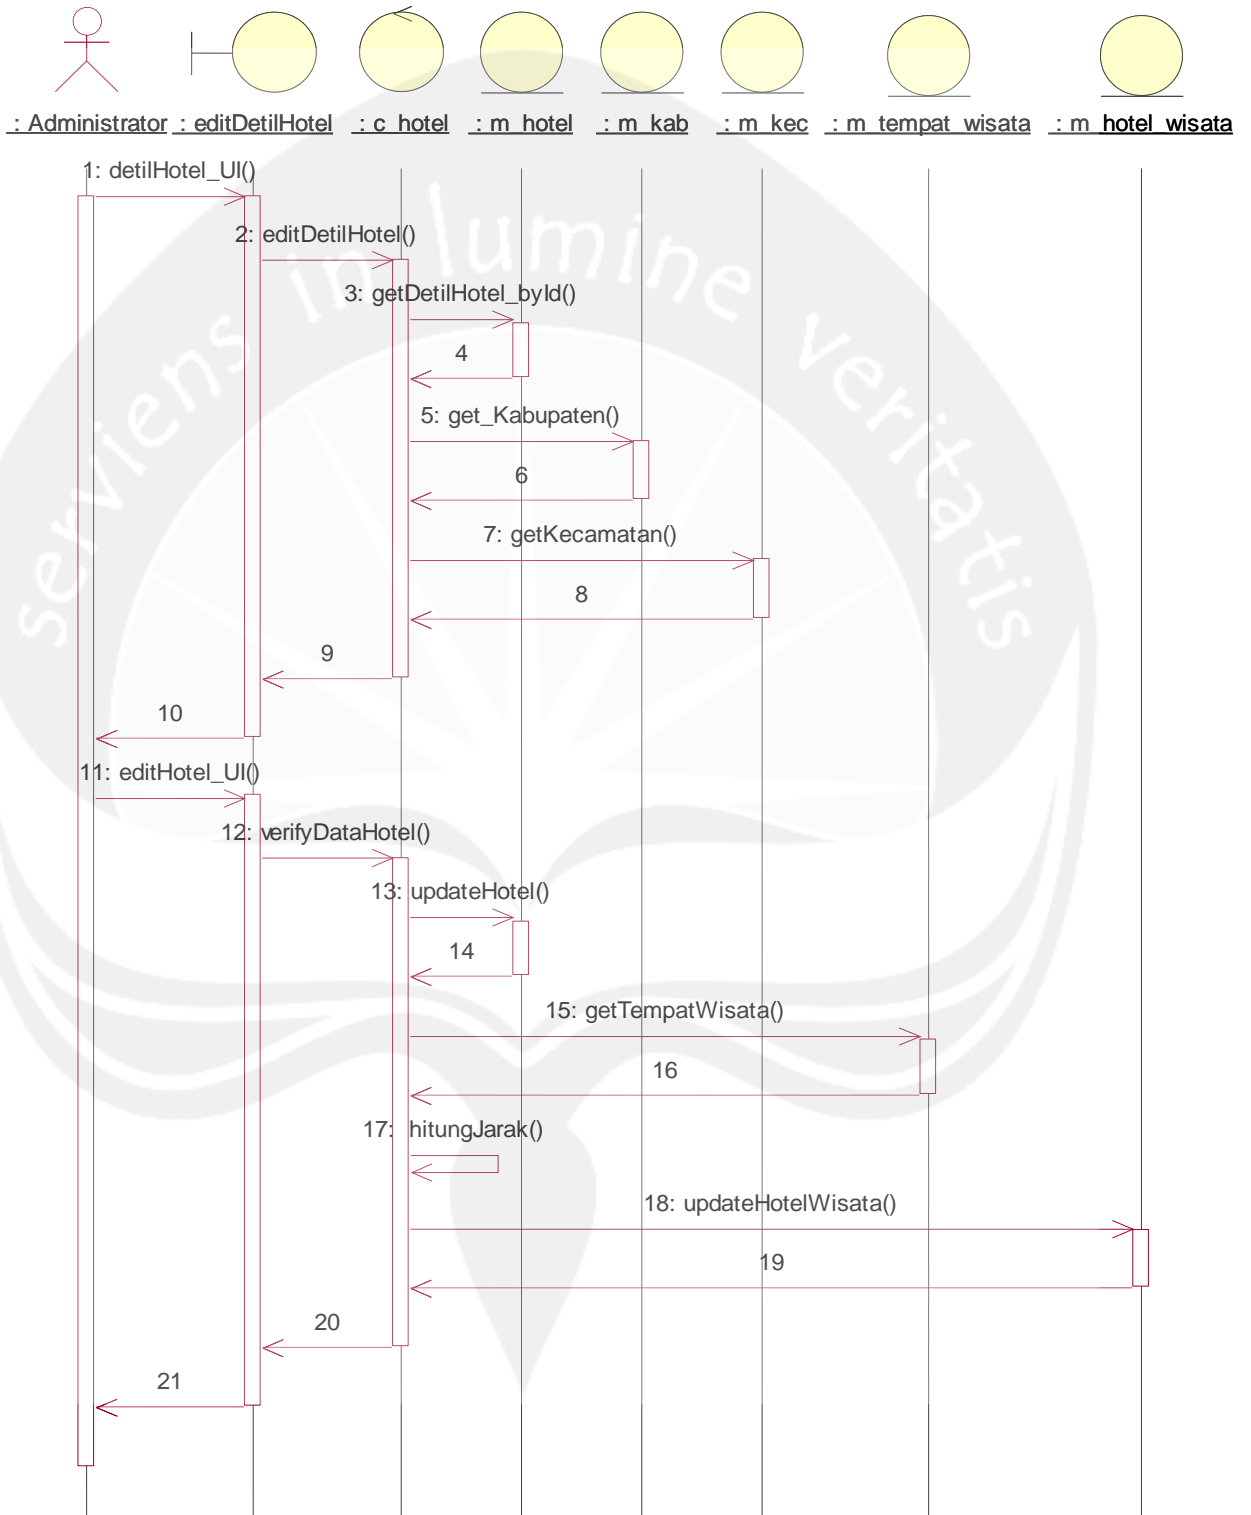 : Administrator : editDetilHotel : c_hotel : m_hotel : m_kab : m_kec : m_tempat_wisata : m_hotel_wisata
1: detilHotel_UI()
2: editDetilHotel()
3: getDetilHotel_byId()
4
5: get_Kabupaten()
6
7: getKecamatan()
8
9
10
11: editHotel_UI()
12: verifyDataHotel()
13: updateHotel()
14
15: getTempatWisata()
16
17: hitungJarak()
18: updateHotelWisata()
19
20
21
serviens in lumine veritatis